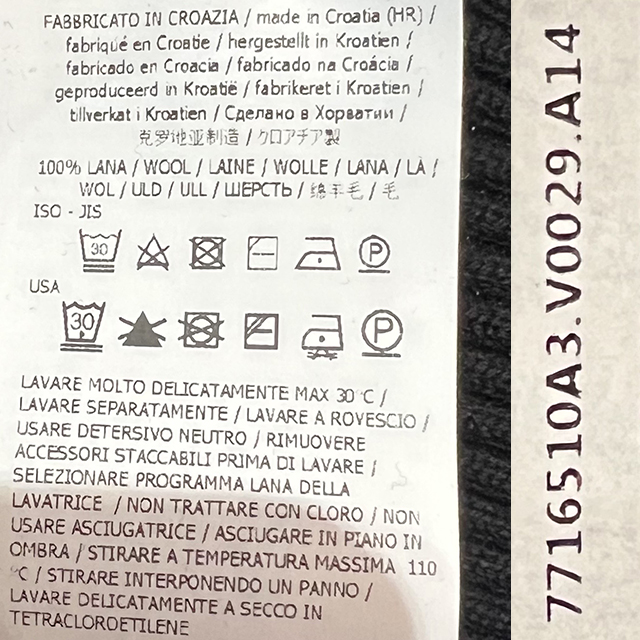 FABBRICATO IN CROAZIA / made in Croatia (HR) /
fabriqué en Croatie / hergestellt in Kroatien /
fabricado en Croacia / fabricado na Croácia /
geproduceerd in Kroatië / fabrikeret i Kroatien /
tillverkat i Kroatien / Сделано в Хорватии /
克罗地亚制造 / クロアチア製
100% LANA / WOOL / LAINE / WOLLE / LANA / LÃ /
WOL / ULD / ULL / ШЕРСТЬ / 绵羊毛 / 毛
ISO - JIS
30 P
USA
30 P
LAVARE MOLTO DELICATAMENTE MAX 30°C /
LAVARE SEPARATAMENTE / LAVARE A ROVESCIO /
USARE DETERSIVO NEUTRO / RIMUOVERE
ACCESSORI STACCABILI PRIMA DI LAVARE /
SELEZIONARE PROGRAMMA LANA DELLA
LAVATRICE / NON TRATTARE CON CLORO / NON
USARE ASCIUGATRICE / ASCIUGARE IN PIANO IN
OMBRA / STIRARE A TEMPERATURA MASSIMA 110
°C / STIRARE INTERPONENDO UN PANNO /
LAVARE DELICATAMENTE A SECCO IN
TETRACLOROETILENE
7716510A3.V0029.A14